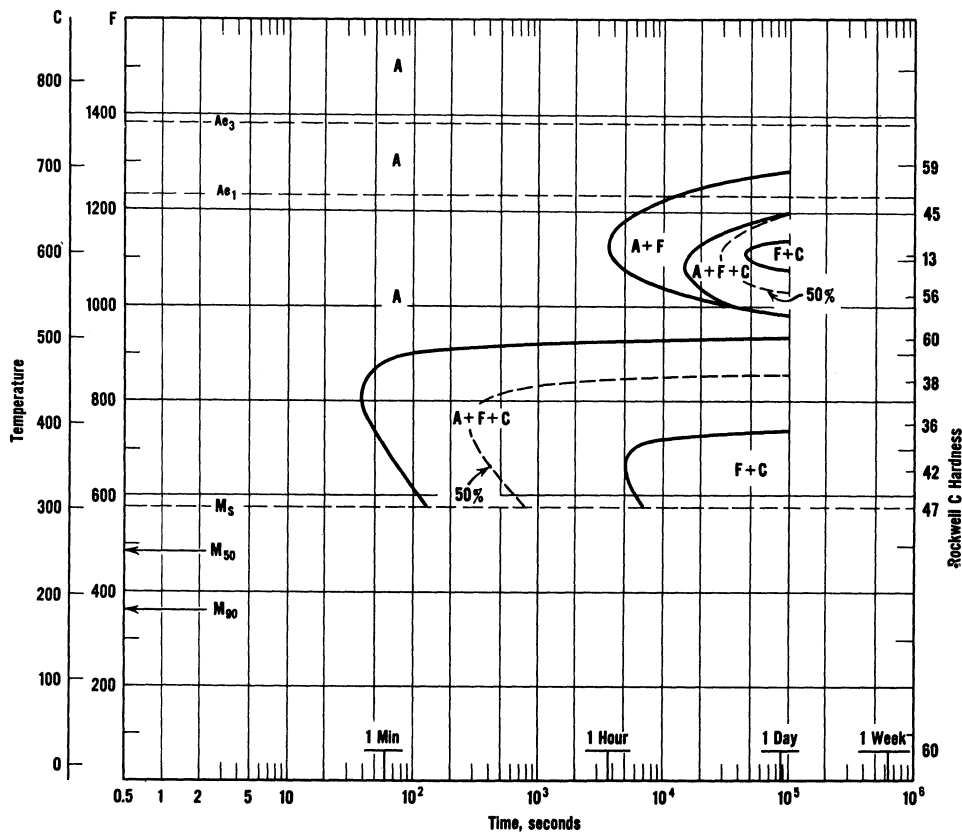 C
F
A
800
1400
Ae3
700
A
59
Ae1
1200
45
600
A+F
F+C
13
A+F+C
A
56
1000
50%
500
60
800
38
400
A+F+C
36
F+C
42
50%
600
300
Ms
47
M50
400
200
M90
100
200
1 Min
1 Hour
1 Day
1 Week
60
0
0.5 1 2 5 10 10² 10³ 10⁴ 10⁵ 10⁶
Time, seconds
Temperature
Rockwell C Hardness